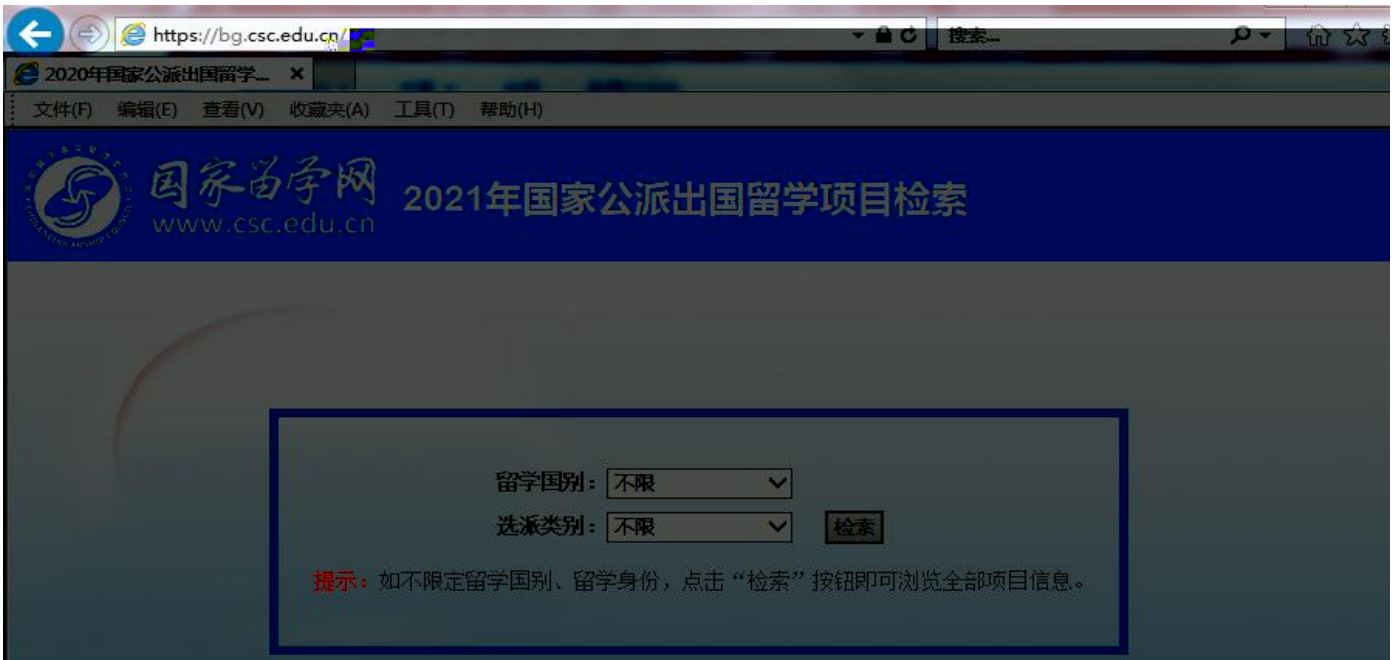 https://bg.csc.edu.cn/
搜索...
2020年国家公派出国留学... ×
文件(F) 编辑(E) 查看(V) 收藏夹(A) 工具(T) 帮助(H)
国家留学网
www.csc.edu.cn
2021年国家公派出国留学项目检索
留学国别：不限
选派类别：不限 检索
提示：如不限定留学国别、留学身份，点击“检索”按钮即可浏览全部项目信息。